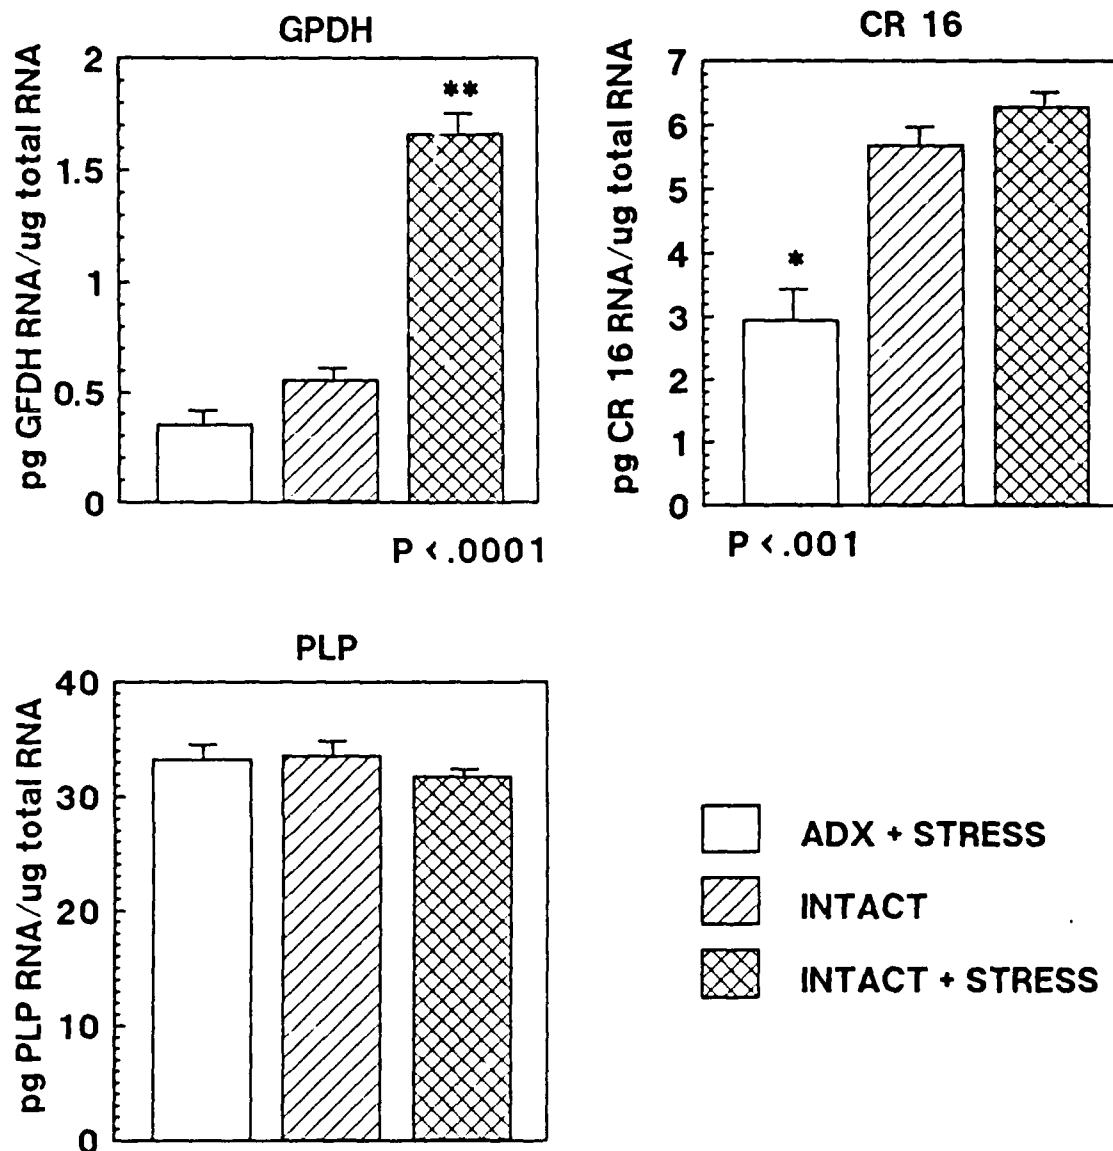 GPDH
pg GFDH RNA/ug total RNA
2
1.5
1
0.5
0
**
P < .0001
CR 16
pg CR 16 RNA/ug total RNA
7
6
5
4
3
2
1
0
*
P < .001
PLP
pg PLP RNA/ug total RNA
40
30
20
10
0
ADX + STRESS
INTACT
INTACT + STRESS